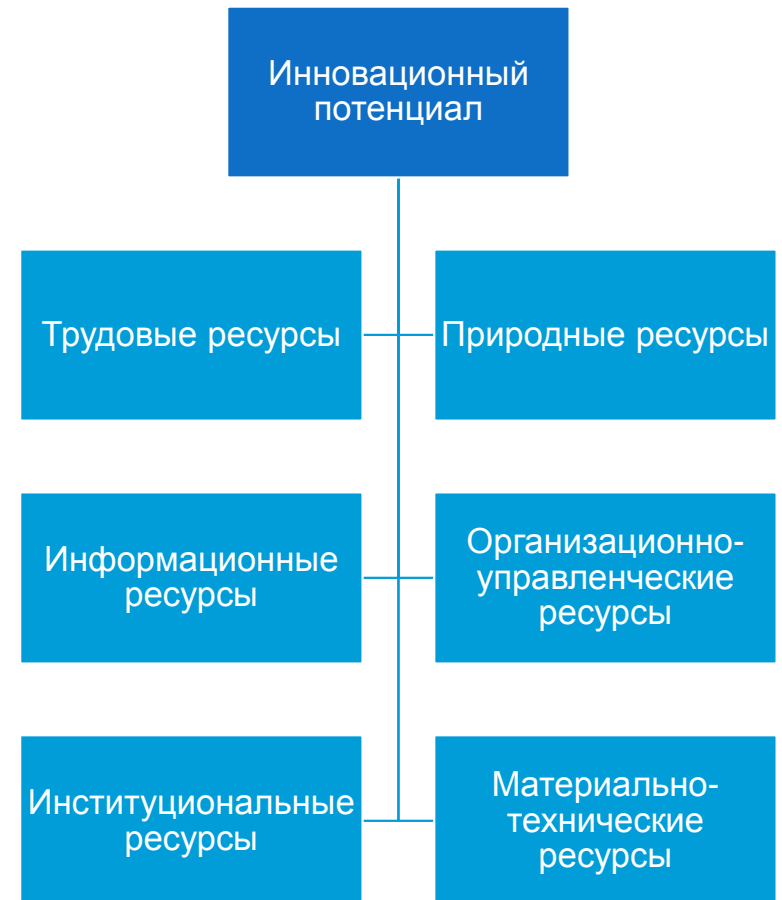 Инновационный
потенциал
Трудовые ресурсы
Природные ресурсы
Информационные
ресурсы
Организационно-
управленческие
ресурсы
Институциональные
ресурсы
Материально-
технические
ресурсы